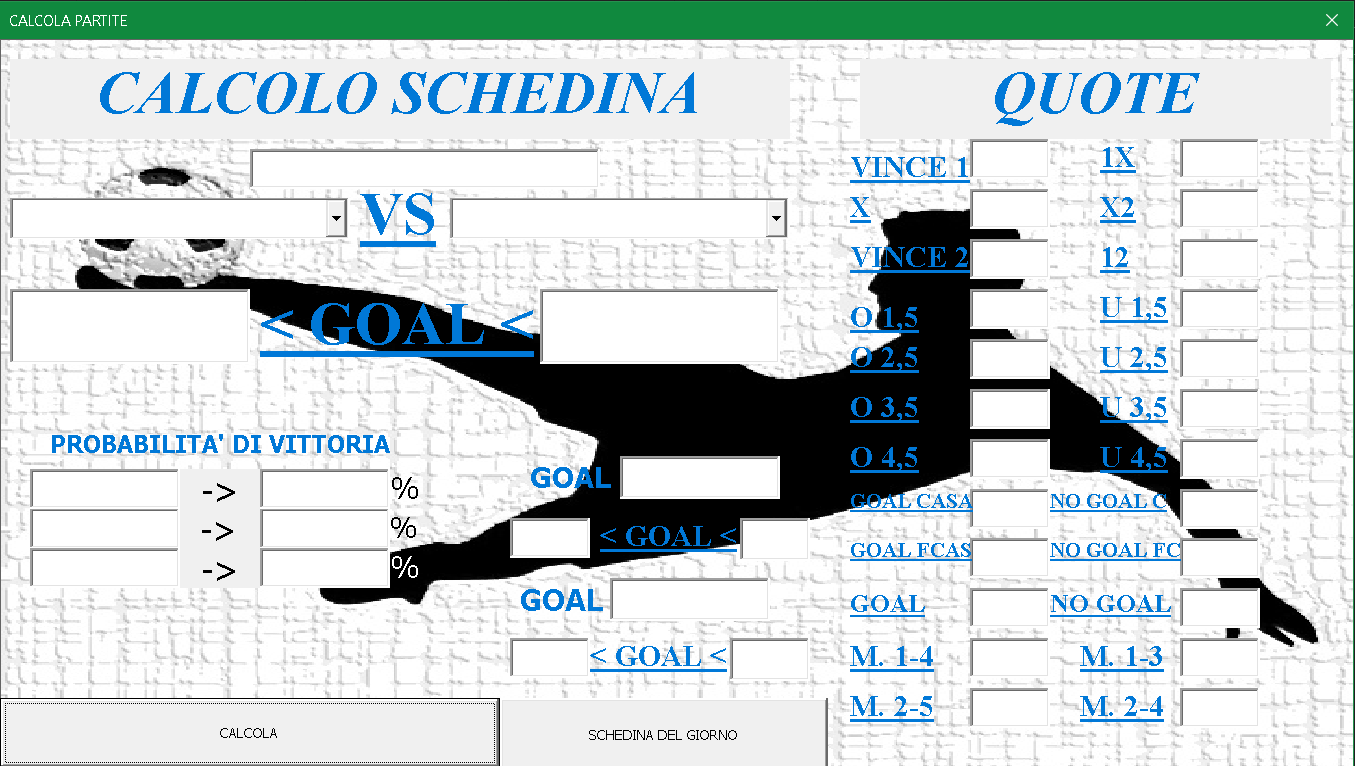 CALCOLA PARTITE
CALCOLO SCHEDINA
VS
< GOAL <
PROBABILITA' DI VITTORIA
-> %
-> %
-> %
GOAL
< GOAL <
GOAL
< GOAL <
CALCOLA
SCHEDINA DEL GIORNO
QUOTE
VINCE 1 1X
X X2
VINCE 2 12
O 1,5 U 1,5
O 2,5 U 2,5
O 3,5 U 3,5
O 4,5 U 4,5
GOAL CASA NO GOAL C
GOAL FCAS NO GOAL FC
GOAL NO GOAL
M. 1-4 M. 1-3
M. 2-5 M. 2-4